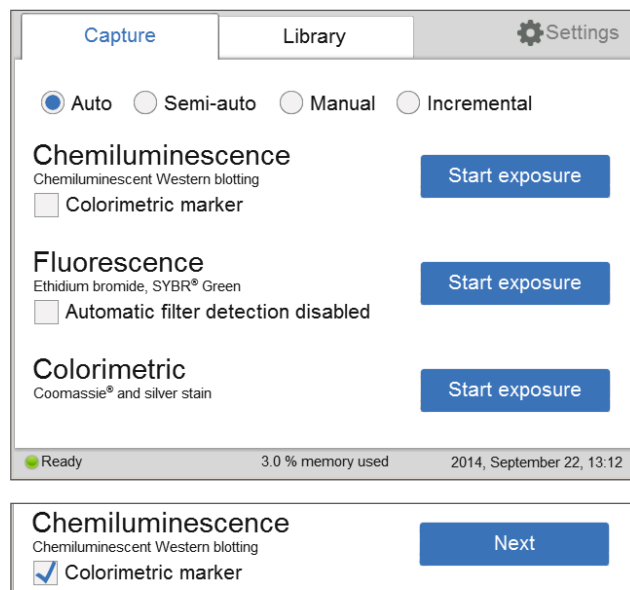 Capture Library Settings
Auto Semi-auto Manual Incremental
Chemiluminescence
Chemiluminescent Western blotting
Start exposure
Colorimetric marker
Fluorescence
Ethidium bromide, SYBR® Green
Start exposure
Automatic filter detection disabled
Colorimetric
Coomassie® and silver stain
Start exposure
Ready 3.0 % memory used 2014, September 22, 13:12
Chemiluminescence
Chemiluminescent Western blotting
Next
Colorimetric marker